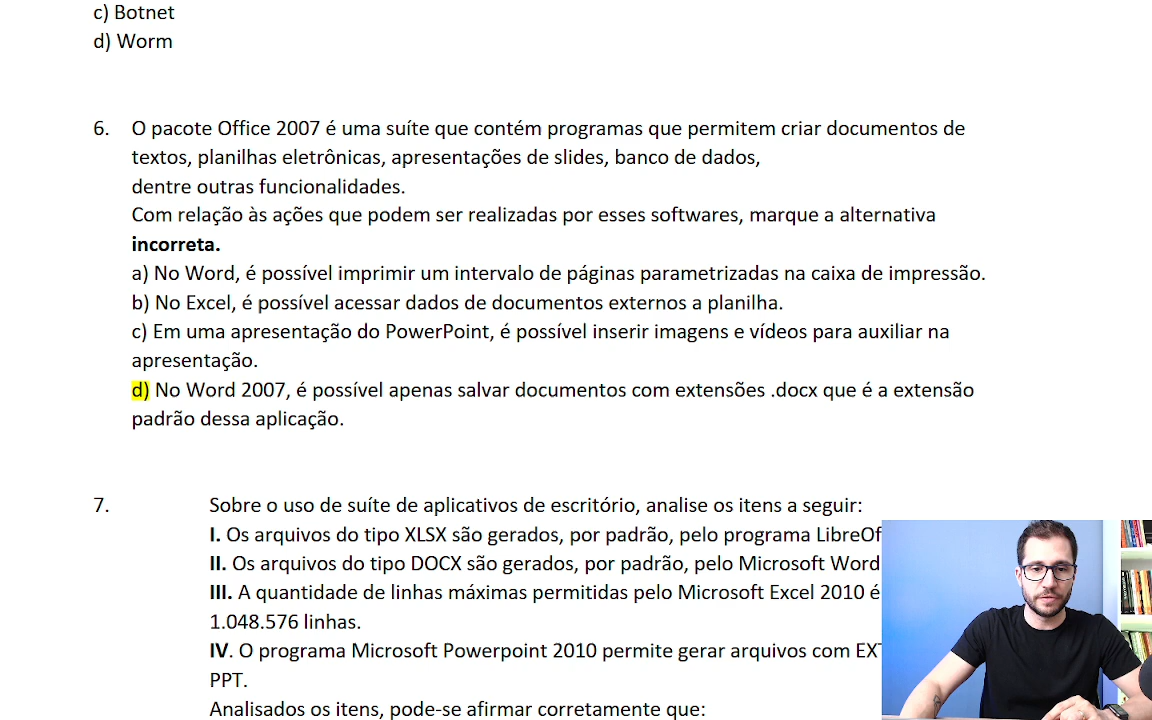 c) Botnet
d) Worm
6. O pacote Office 2007 é uma suíte que contém programas que permitem criar documentos de
textos, planilhas eletrônicas, apresentações de slides, banco de dados,
dentre outras funcionalidades.
Com relação às ações que podem ser realizadas por esses softwares, marque a alternativa
incorreta.
a) No Word, é possível imprimir um intervalo de páginas parametrizadas na caixa de impressão.
b) No Excel, é possível acessar dados de documentos externos a planilha.
c) Em uma apresentação do PowerPoint, é possível inserir imagens e vídeos para auxiliar na
apresentação.
d) No Word 2007, é possível apenas salvar documentos com extensões .docx que é a extensão
padrão dessa aplicação.
7. Sobre o uso de suíte de aplicativos de escritório, analise os itens a seguir:
I. Os arquivos do tipo XLSX são gerados, por padrão, pelo programa LibreOf
II. Os arquivos do tipo DOCX são gerados, por padrão, pelo Microsoft Word
III. A quantidade de linhas máximas permitidas pelo Microsoft Excel 2010 é
1.048.576 linhas.
IV. O programa Microsoft Powerpoint 2010 permite gerar arquivos com EXT
PPT.
Analisados os itens, pode-se afirmar corretamente que: